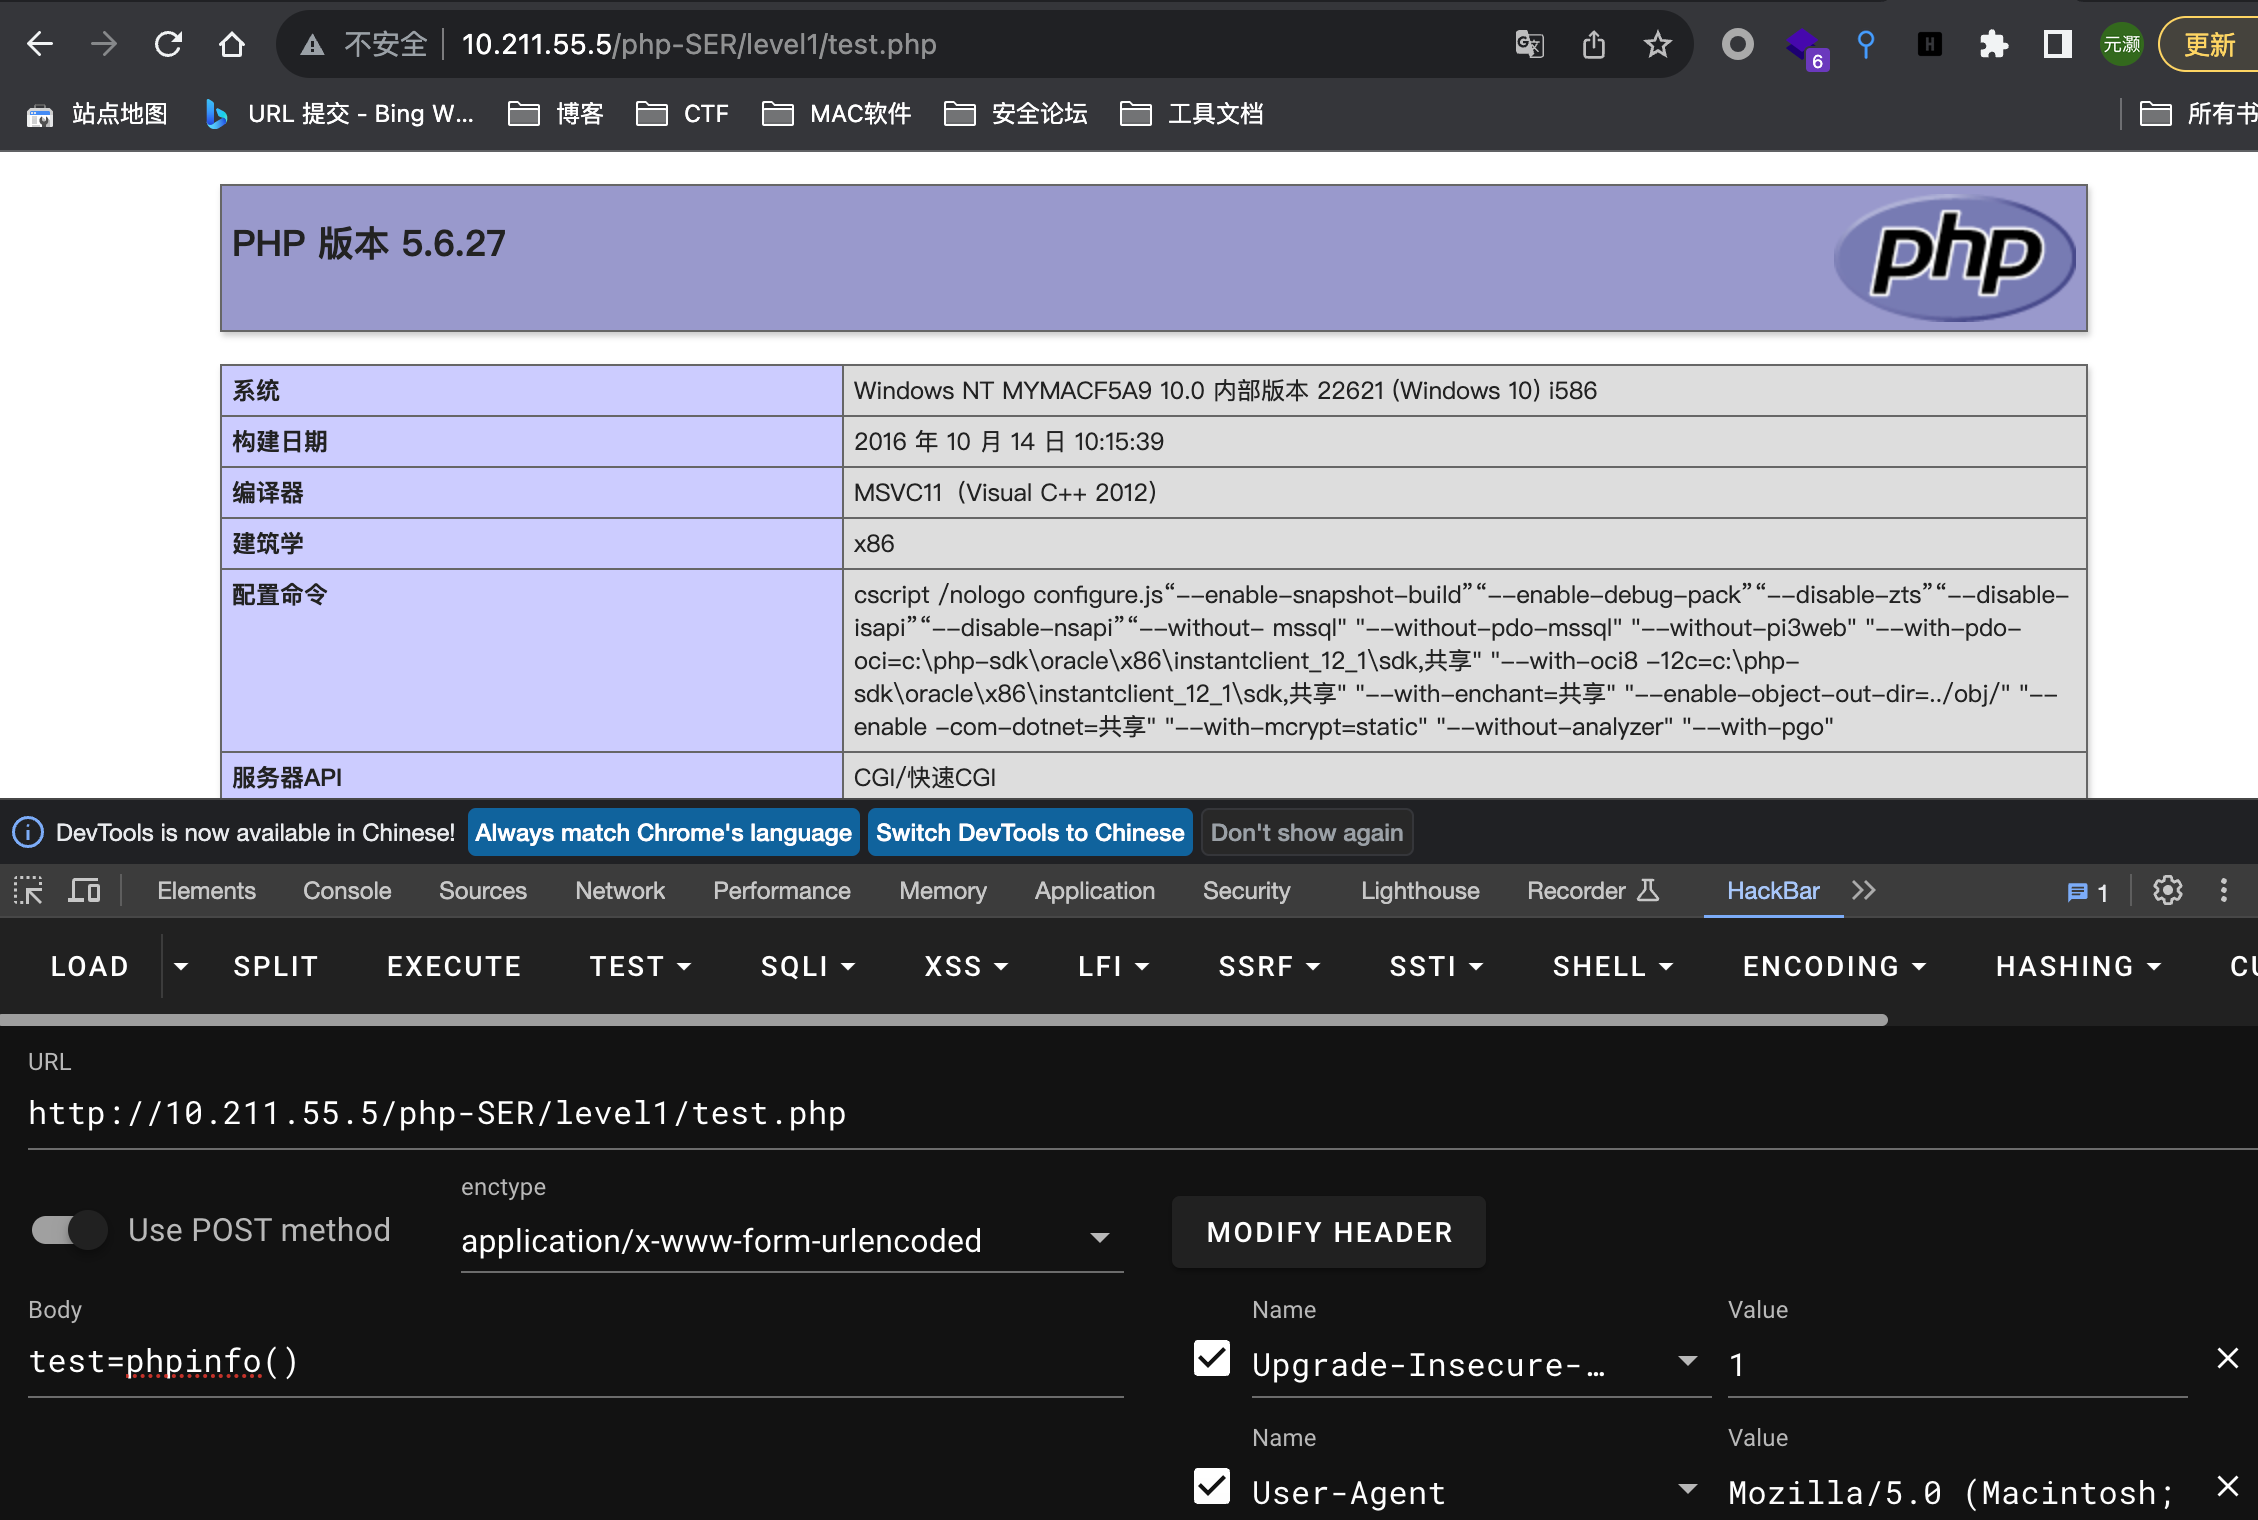 不安全 10.211.55.5/php-SER/level1/test.php 6 H 元灏 更新
站点地图 URL 提交 - Bing W... 博客 CTF MAC软件 安全论坛 工具文档 所有书
PHP 版本 5.6.27 php
系统 Windows NT MYMACF5A9 10.0 内部版本 22621 (Windows 10) i586
构建日期 2016 年 10 月 14 日 10:15:39
编译器 MSVC11（Visual C++ 2012）
建筑学 x86
配置命令 cscript /nologo configure.js“--enable-snapshot-build”“--enable-debug-pack”“--disable-zts”“--disable-
isapi”“--disable-nsapi”“--without- mssql" "--without-pdo-mssql" "--without-pi3web" "--with-pdo-
oci=c:\php-sdk\oracle\x86\instantclient_12_1\sdk,共享" "--with-oci8 -12c=c:\php-
sdk\oracle\x86\instantclient_12_1\sdk,共享" "--with-enchant=共享" "--enable-object-out-dir=../obj/" "--
enable -com-dotnet=共享" "--with-mcrypt=static" "--without-analyzer" "--with-pgo"
服务器API CGI/快速CGI
DevTools is now available in Chinese! Always match Chrome's language Switch DevTools to Chinese Don't show again
Elements Console Sources Network Performance Memory Application Security Lighthouse Recorder HackBar 1
LOAD SPLIT EXECUTE TEST SQLI XSS LFI SSRF SSTI SHELL ENCODING HASHING CU
URL
http://10.211.55.5/php-SER/level1/test.php
enctype
Use POST method application/x-www-form-urlencoded MODIFY HEADER
Body Name Value
test=phpinfo() Upgrade-Insecure-… 1
Name Value
User-Agent Mozilla/5.0 (Macintosh;